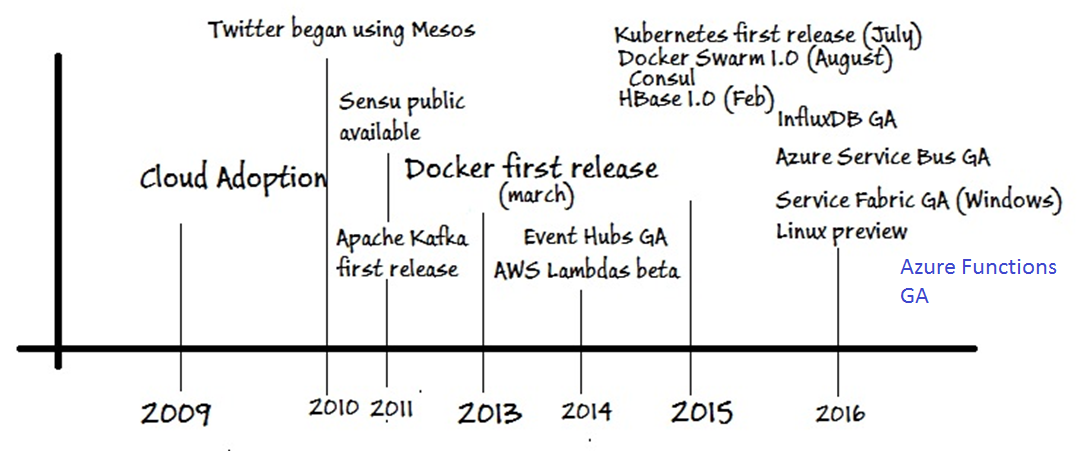 Twitter began using Mesos
Kubernetes first release (July)
Docker Swarm 1.0 (August)
Consul
HBase 1.0 (Feb)
Sensu public
available
InfluxDB GA
Cloud Adoption
Docker first release
(march)
Azure Service Bus GA
Service Fabric GA (Windows)
Linux preview
Apache Kafka
first release
Event Hubs GA
AWS Lambdas beta
Azure Functions
GA
2009
2010
2011
2013
2014
2015
2016